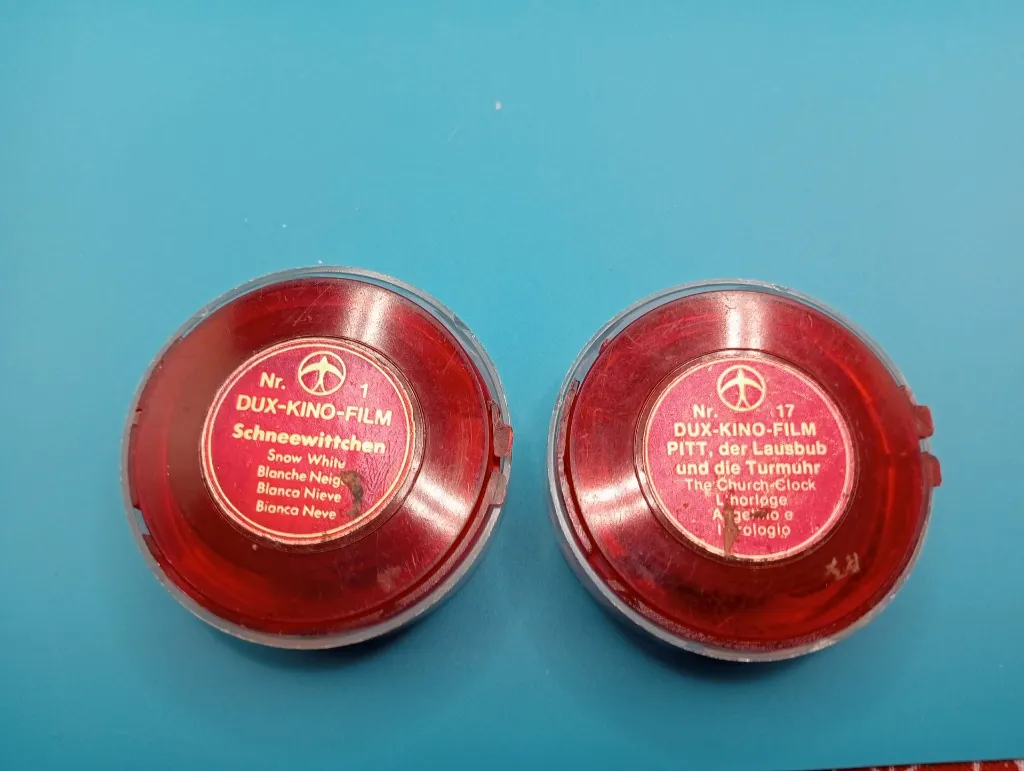 Nr. 1
DUX-KINO-FILM
Schneewittchen
Snow White
Blanche Neig
Blanca Nieve
Bianca Neve
Nr. 17
DUX-KINO-FILM
PITT, der Lausbub
und die Turmuhr
The Church-Clock
L'horloge
e